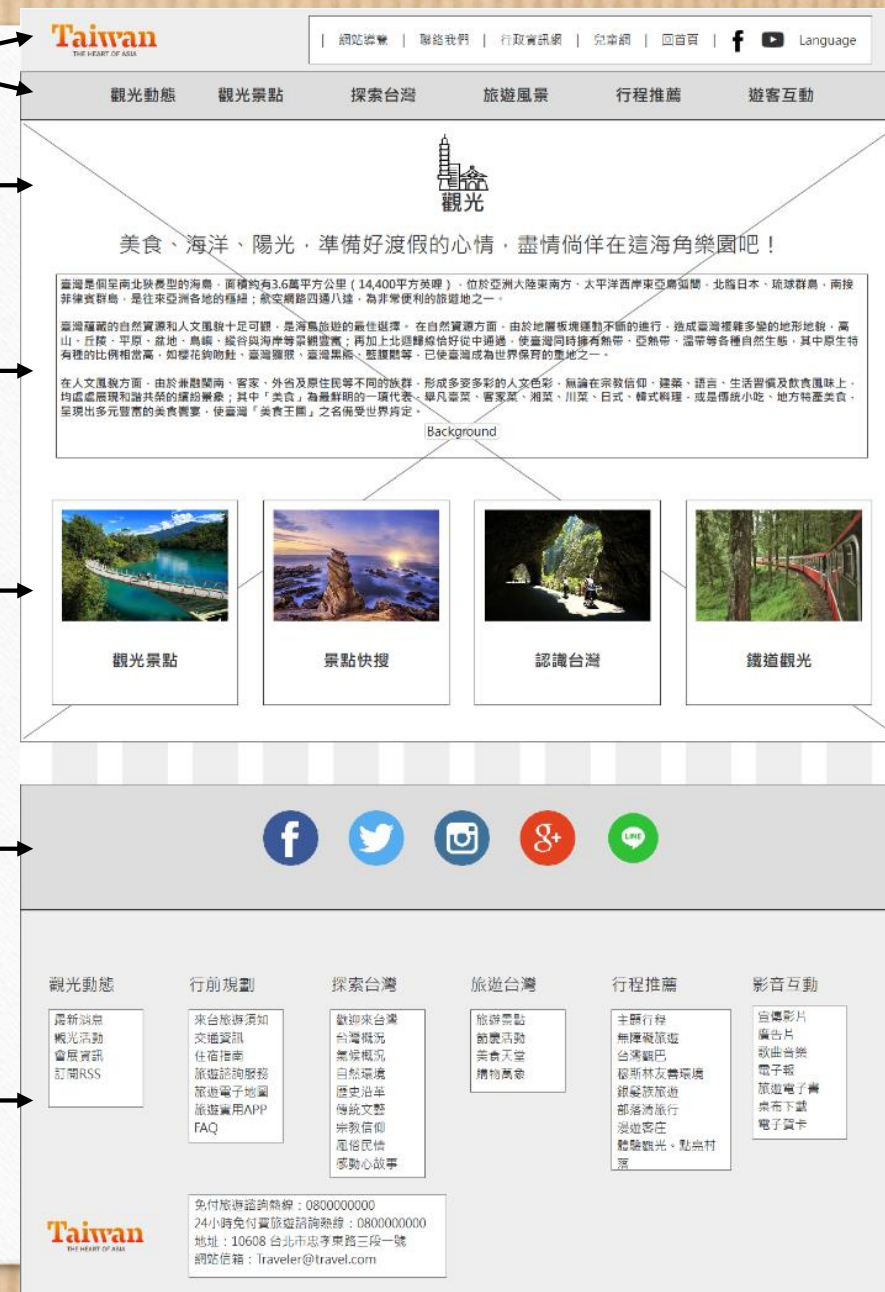 Taiwan
THE HEART OF ASIA
| 網站導覽 | 聯絡我們 | 行政資訊網 | 兒童網 | 回首頁 | Language
觀光動態 觀光景點 探索台灣 旅遊風景 行程推薦 遊客互動
觀光
美食、海洋、陽光，準備好渡假的心情，盡情倘佯在這海角樂園吧！
臺灣是個呈南北狹長型的海島，面積約有3.6萬平方公里（14,400平方英哩），位於亞洲大陸東南方、太平洋西岸東亞島弧間，北臨日本、琉球群島，南接
菲律賓群島，是往來亞洲各地的樞紐；航空網路四通八達，為非常便利的旅遊地之一。
臺灣蘊藏的自然資源和人文風貌十足可觀，是海島旅遊的最佳選擇。在自然資源方面，由於地層板塊運動不斷的進行，造成臺灣複雜多變的地形地貌，高
山、丘陵、平原、盆地、島嶼、縱谷與海岸等景觀豐富；再加上北迴歸線恰好從中通過，使臺灣同時擁有熱帶、亞熱帶、溫帶等各種自然生態，其中原生特
有種的比例相當高，如櫻花鉤吻鮭、臺灣獼猴、臺灣黑熊、藍腹鷴等，已使臺灣成為世界保育的重地之一。
在人文風貌方面，由於兼融閩南、客家、外省及原住民等不同的族群，形成多姿多彩的人文色彩，無論在宗教信仰、建築、語言、生活習慣及飲食風味上，
均處處展現和諧共榮的繽紛景象；其中「美食」為最鮮明的一項代表，舉凡臺菜、客家菜、湘菜、川菜、日式、韓式料理，或是傳統小吃、地方特產美食，
呈現出多元豐富的美食饗宴，使臺灣「美食王國」之名備受世界肯定。
Background
觀光景點 景點快搜 認識台灣 鐵道觀光
LINE
觀光動態
最新消息
觀光活動
會展資訊
訂閱RSS
行前規劃
來台旅遊須知
交通資訊
住宿指南
旅遊諮詢服務
旅遊電子地圖
旅遊實用APP
FAQ
探索台灣
歡迎來台灣
台灣概況
氣候概況
自然環境
歷史沿革
傳統文藝
宗教信仰
風俗民情
感動心故事
旅遊台灣
旅遊景點
節慶活動
美食天堂
購物萬象
行程推薦
主題行程
無障礙旅遊
台灣觀巴
穆斯林友善環境
銀髮族旅遊
部落清旅行
漫遊客庄
體驗觀光。點亮村
落
影音互動
宣傳影片
廣告片
歌曲音樂
電子報
旅遊電子書
桌布下載
電子賀卡
Taiwan
THE HEART OF ASIA
免付旅遊諮詢熱線：0800000000
24小時免付費旅遊諮詢熱線：0800000000
地址：10608 台北市忠孝東路三段一號
網站信箱：Traveler@travel.com